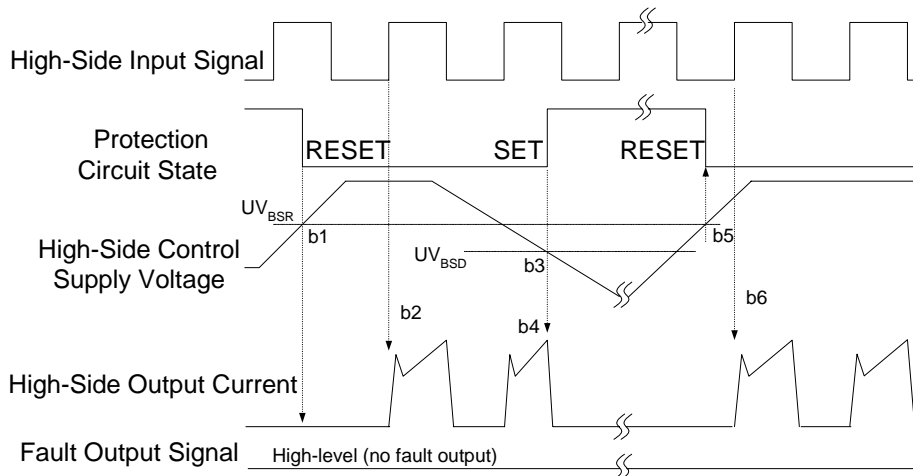 High-Side Input Signal
Protection
Circuit State
RESET
SET
RESET
UV_BSR
b1
b5
High-Side Control
Supply Voltage
UV_BSD
b3
b2
b4
b6
High-Side Output Current
Fault Output Signal
High-level (no fault output)